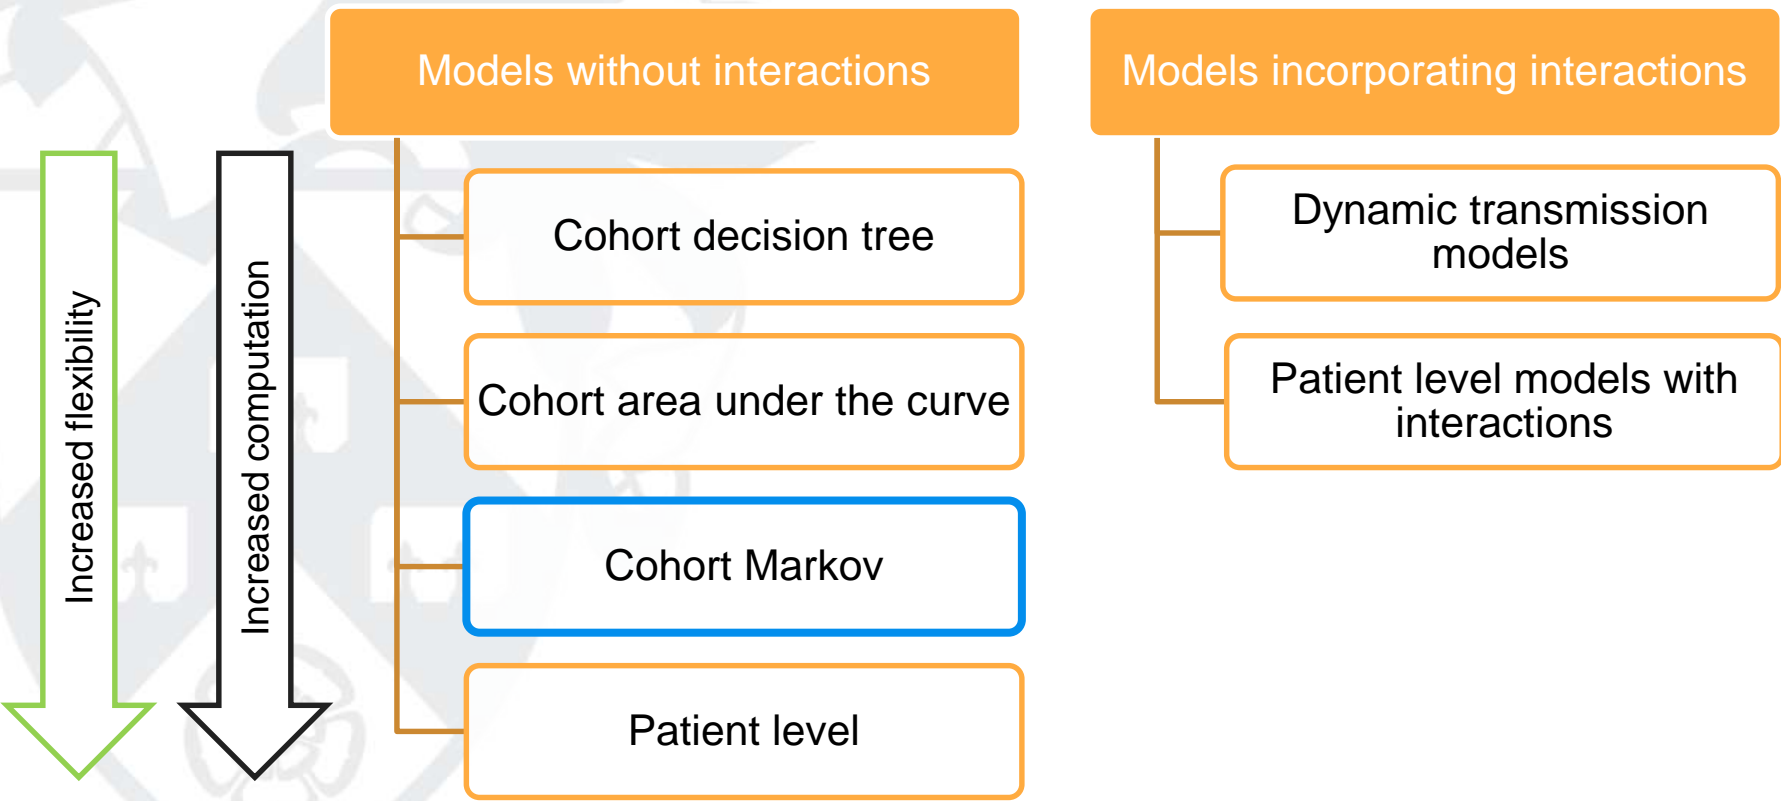 Models without interactions
Models incorporating interactions
Increased flexibility
Increased computation
Cohort decision tree
Cohort area under the curve
Cohort Markov
Patient level
Dynamic transmission
models
Patient level models with
interactions